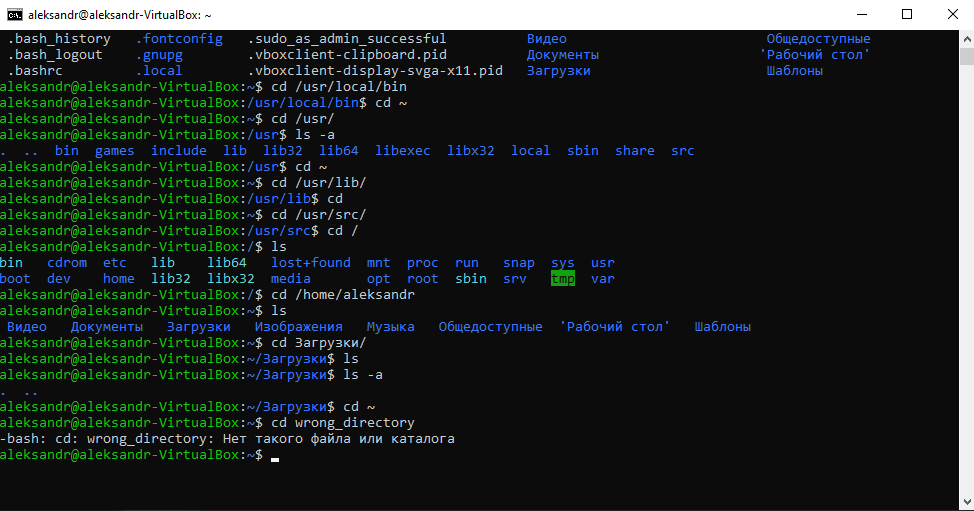 aleksandr@aleksandr-VirtualBox: ~
.bash_history .fontconfig .sudo_as_admin_successful Видео Общедоступные
.bash_logout .gnupg .vboxclient-clipboard.pid Документы 'Рабочий стол'
.bashrc .local .vboxclient-display-svga-x11.pid Загрузки Шаблоны
aleksandr@aleksandr-VirtualBox:~$ cd /usr/local/bin
aleksandr@aleksandr-VirtualBox:/usr/local/bin$ cd ~
aleksandr@aleksandr-VirtualBox:~$ cd /usr/
aleksandr@aleksandr-VirtualBox:/usr$ ls -a
. .. bin games include lib lib32 lib64 libexec libx32 local sbin share src
aleksandr@aleksandr-VirtualBox:/usr$ cd ~
aleksandr@aleksandr-VirtualBox:~$ cd /usr/lib/
aleksandr@aleksandr-VirtualBox:/usr/lib$ cd
aleksandr@aleksandr-VirtualBox:~$ cd /usr/src/
aleksandr@aleksandr-VirtualBox:/usr/src$ cd /
aleksandr@aleksandr-VirtualBox:/$ ls
bin cdrom etc lib lib64 lost+found mnt proc run snap sys usr
boot dev home lib32 libx32 media opt root sbin srv tmp var
aleksandr@aleksandr-VirtualBox:/$ cd /home/aleksandr
aleksandr@aleksandr-VirtualBox:~$ ls
Видео Документы Загрузки Изображения Музыка Общедоступные 'Рабочий стол' Шаблоны
aleksandr@aleksandr-VirtualBox:~$ cd Загрузки/
aleksandr@aleksandr-VirtualBox:~/Загрузки$ ls
aleksandr@aleksandr-VirtualBox:~/Загрузки$ ls -a
. ..
aleksandr@aleksandr-VirtualBox:~/Загрузки$ cd ~
aleksandr@aleksandr-VirtualBox:~$ cd wrong_directory
-bash: cd: wrong_directory: Нет такого файла или каталога
aleksandr@aleksandr-VirtualBox:~$